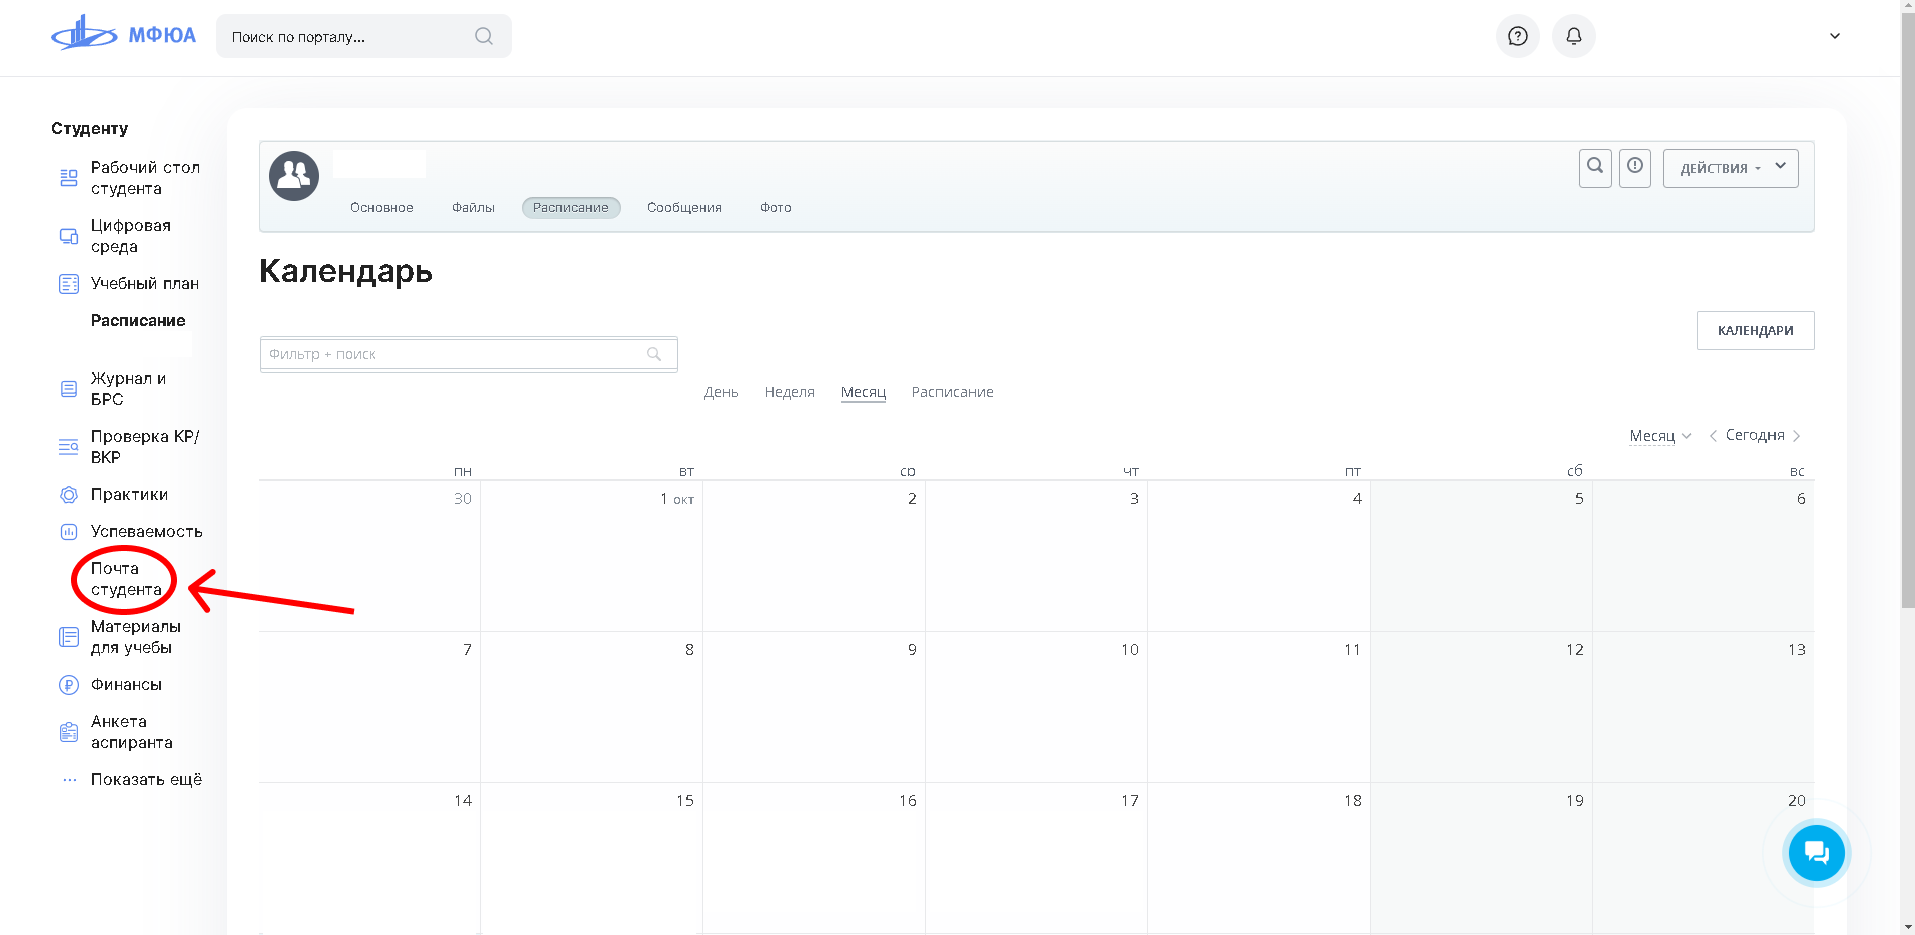 МФЮА
Поиск по порталу...
Студенту
Рабочий стол
студента
Цифровая
среда
Учебный план
Расписание
Журнал и
БРС
Проверка КР/
ВКР
Практики
Успеваемость
Почта
студента
Материалы
для учебы
Финансы
Анкета
аспиранта
Показать ещё
ДЕЙСТВИЯ
Основное Файлы Расписание Сообщения Фото
Календарь
КАЛЕНДАРИ
Фильтр + поиск
День Неделя Месяц Расписание
Месяц Сегодня
пн вт ср чт пт сб вс
30 1 окт 2 3 4 5 6
7 8 9 10 11 12 13
14 15 16 17 18 19 20